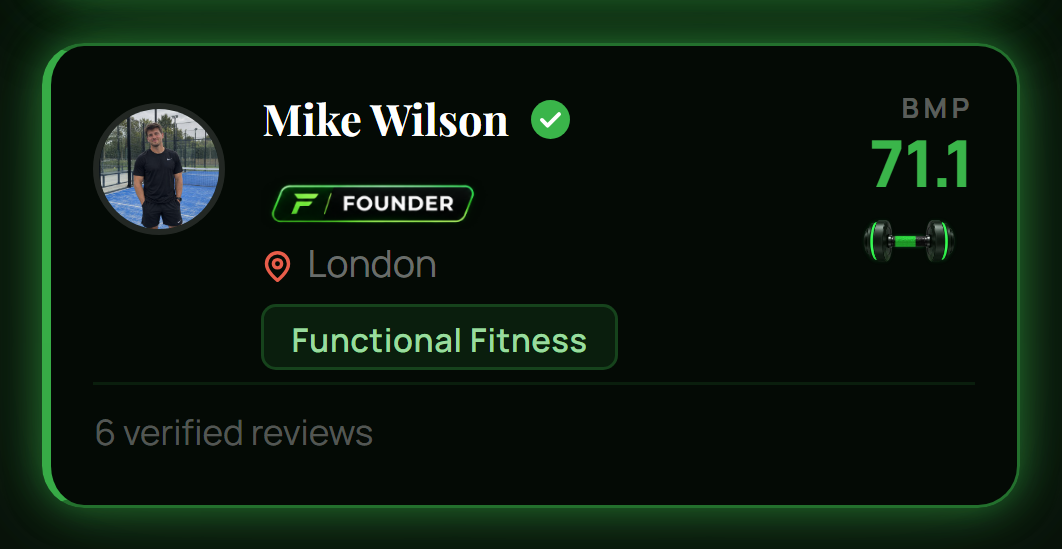 Mike Wilson
BMP
71.1
FOUNDER
London
Functional Fitness
6 verified reviews